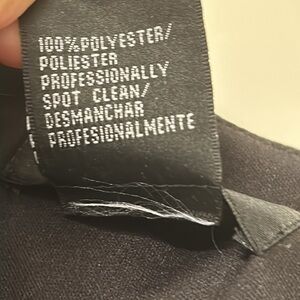 100%POLYESTER/
POLIESTER
PROFESSIONALLY
SPOT CLEAN/
DESMANCHAR
PROFESIONALMENTE